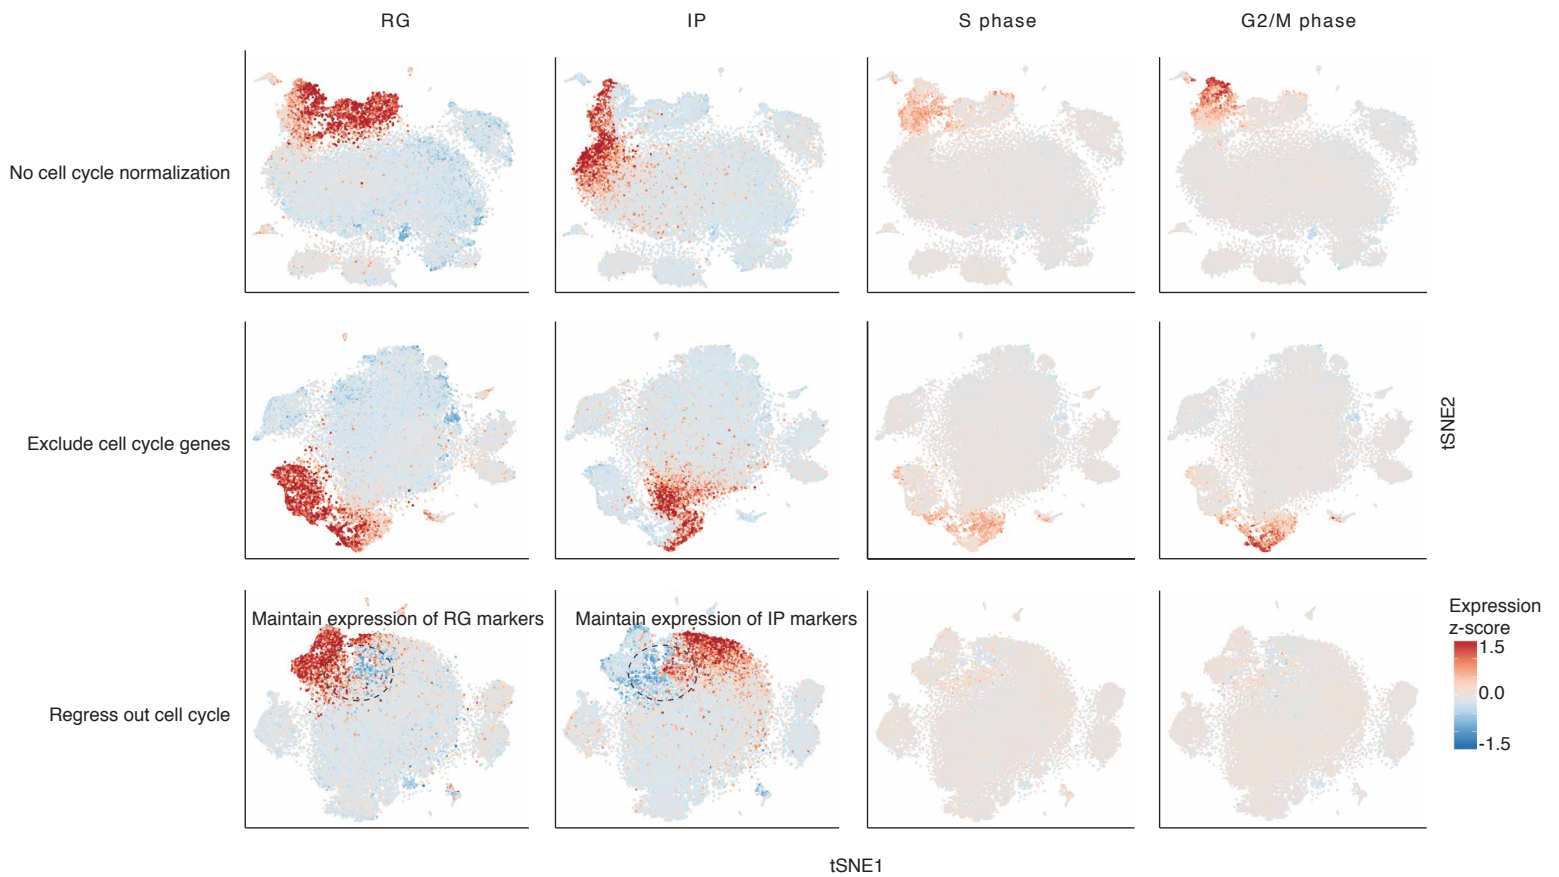 RG
IP
S phase
G2/M phase
No cell cycle normalization
Exclude cell cycle genes
tSNE2
Maintain expression of RG markers
Maintain expression of IP markers
Regress out cell cycle
Expression
z-score
1.5
0.0
-1.5
tSNE1